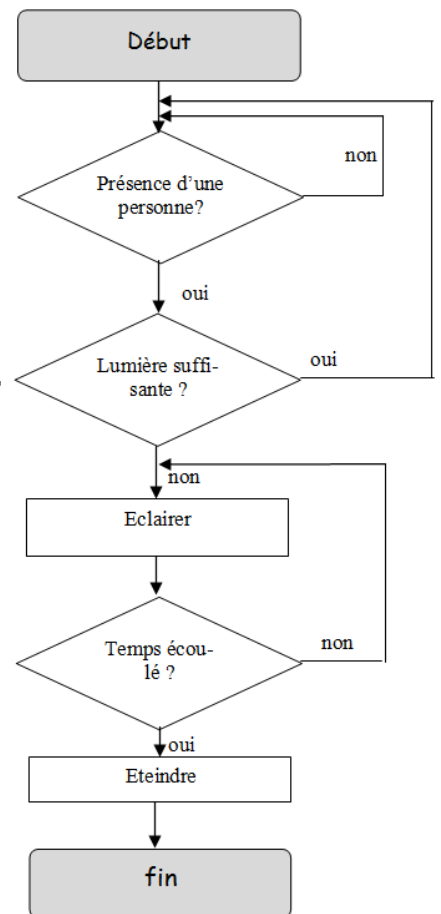 Début
non
Présence d'une
personne?
oui
Lumière suffi-
sante ?
oui
non
Eclairer
Temps écou-
lé ?
non
oui
Eteindre
fin